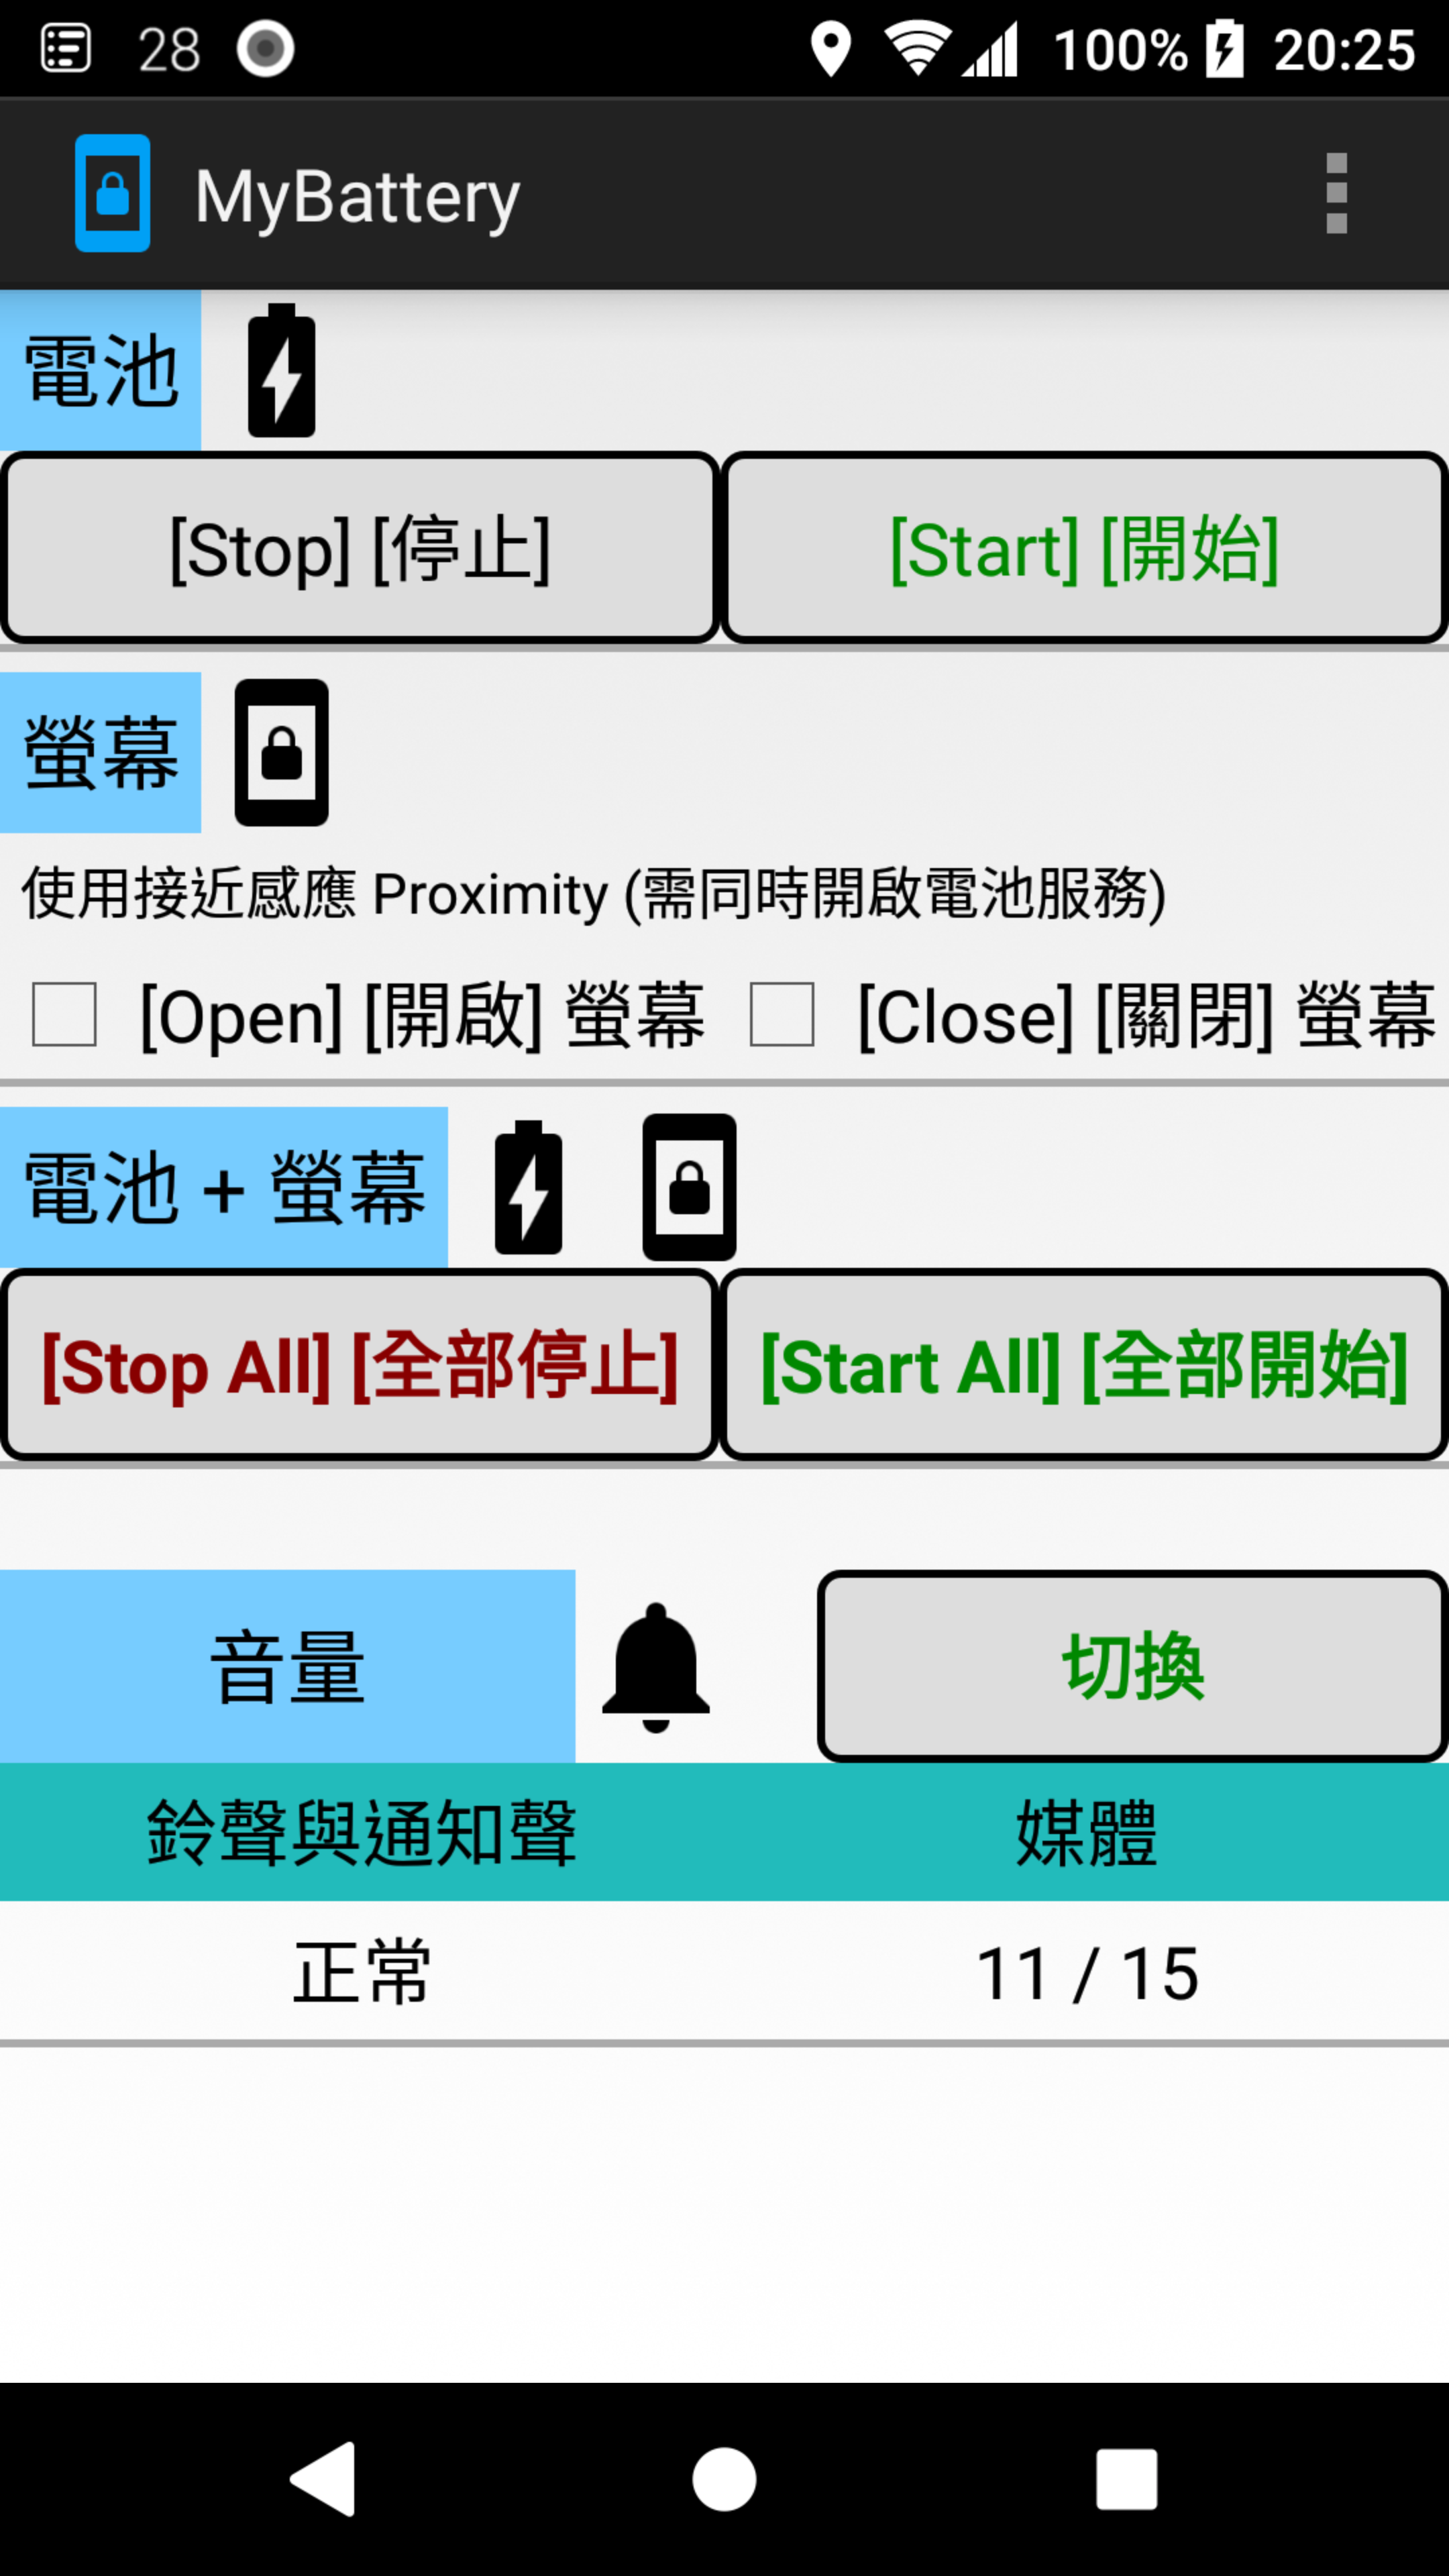 28 100% 20:25
MyBattery
電池
[Stop] [停止] [Start] [開始]
螢幕
使用接近感應 Proximity (需同時開啟電池服務)
[Open] [開啟] 螢幕 [Close] [關閉] 螢幕
電池 + 螢幕
[Stop All] [全部停止] [Start All] [全部開始]
音量 切換
鈴聲與通知聲 媒體
正常 11 / 15